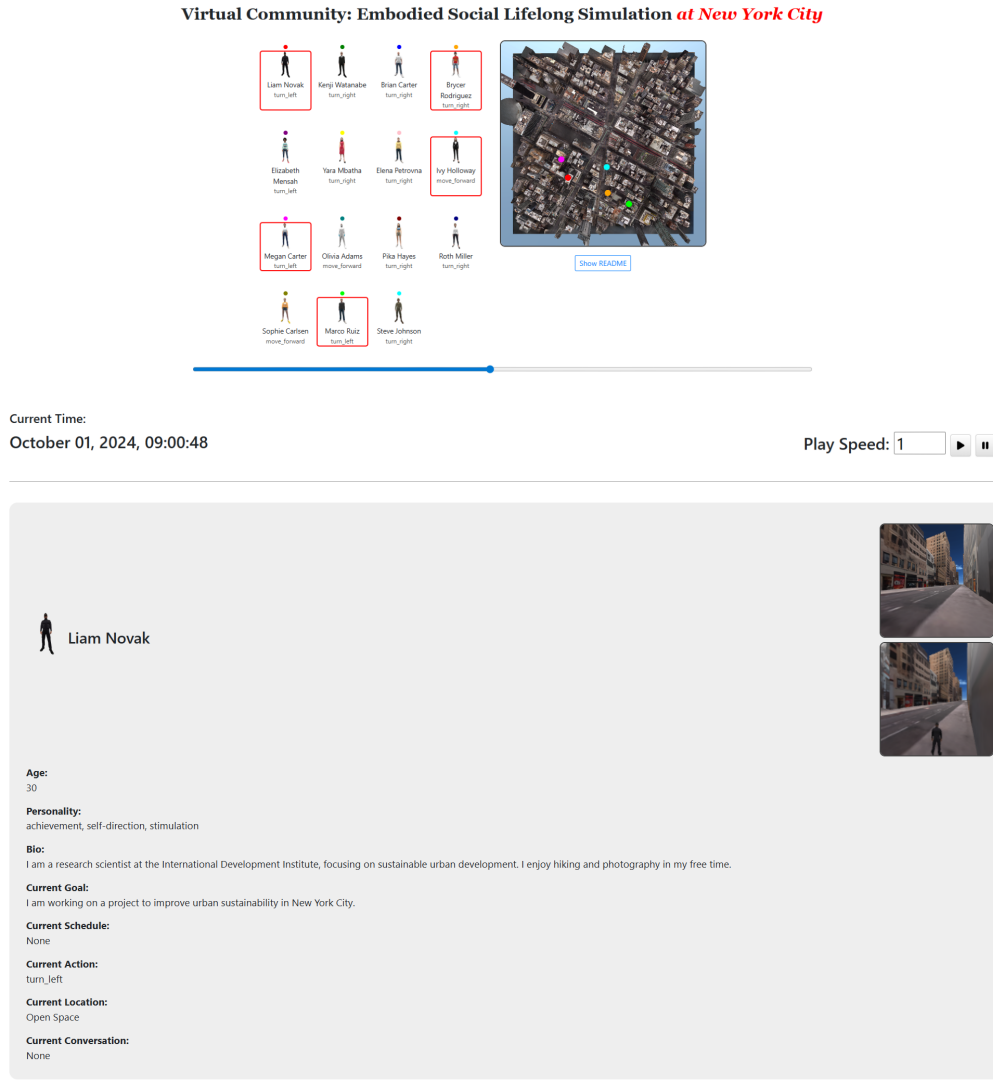 Virtual Community: Embodied Social Lifelong Simulation at New York City
Liam Novak
turn_left
Kenji Watanabe
turn_right
Brian Carter
turn_right
Brycer
Rodriguez
turn_right
Elizabeth
Mensah
turn_left
Yara Mbatha
turn_right
Elena Petrovna
turn_right
Ivy Holloway
move_forward
Megan Carter
turn_left
Olivia Adams
move_forward
Pika Hayes
turn_right
Roth Miller
turn_right
Sophie Carlsen
move_forward
Marco Ruiz
turn_left
Steve Johnson
turn_right
Show README
Current Time:
October 01, 2024, 09:00:48
Play Speed: 1
Liam Novak
Age:
30
Personality:
achievement, self-direction, stimulation
Bio:
I am a research scientist at the International Development Institute, focusing on sustainable urban development. I enjoy hiking and photography in my free time.
Current Goal:
I am working on a project to improve urban sustainability in New York City.
Current Schedule:
None
Current Action:
turn_left
Current Location:
Open Space
Current Conversation:
None